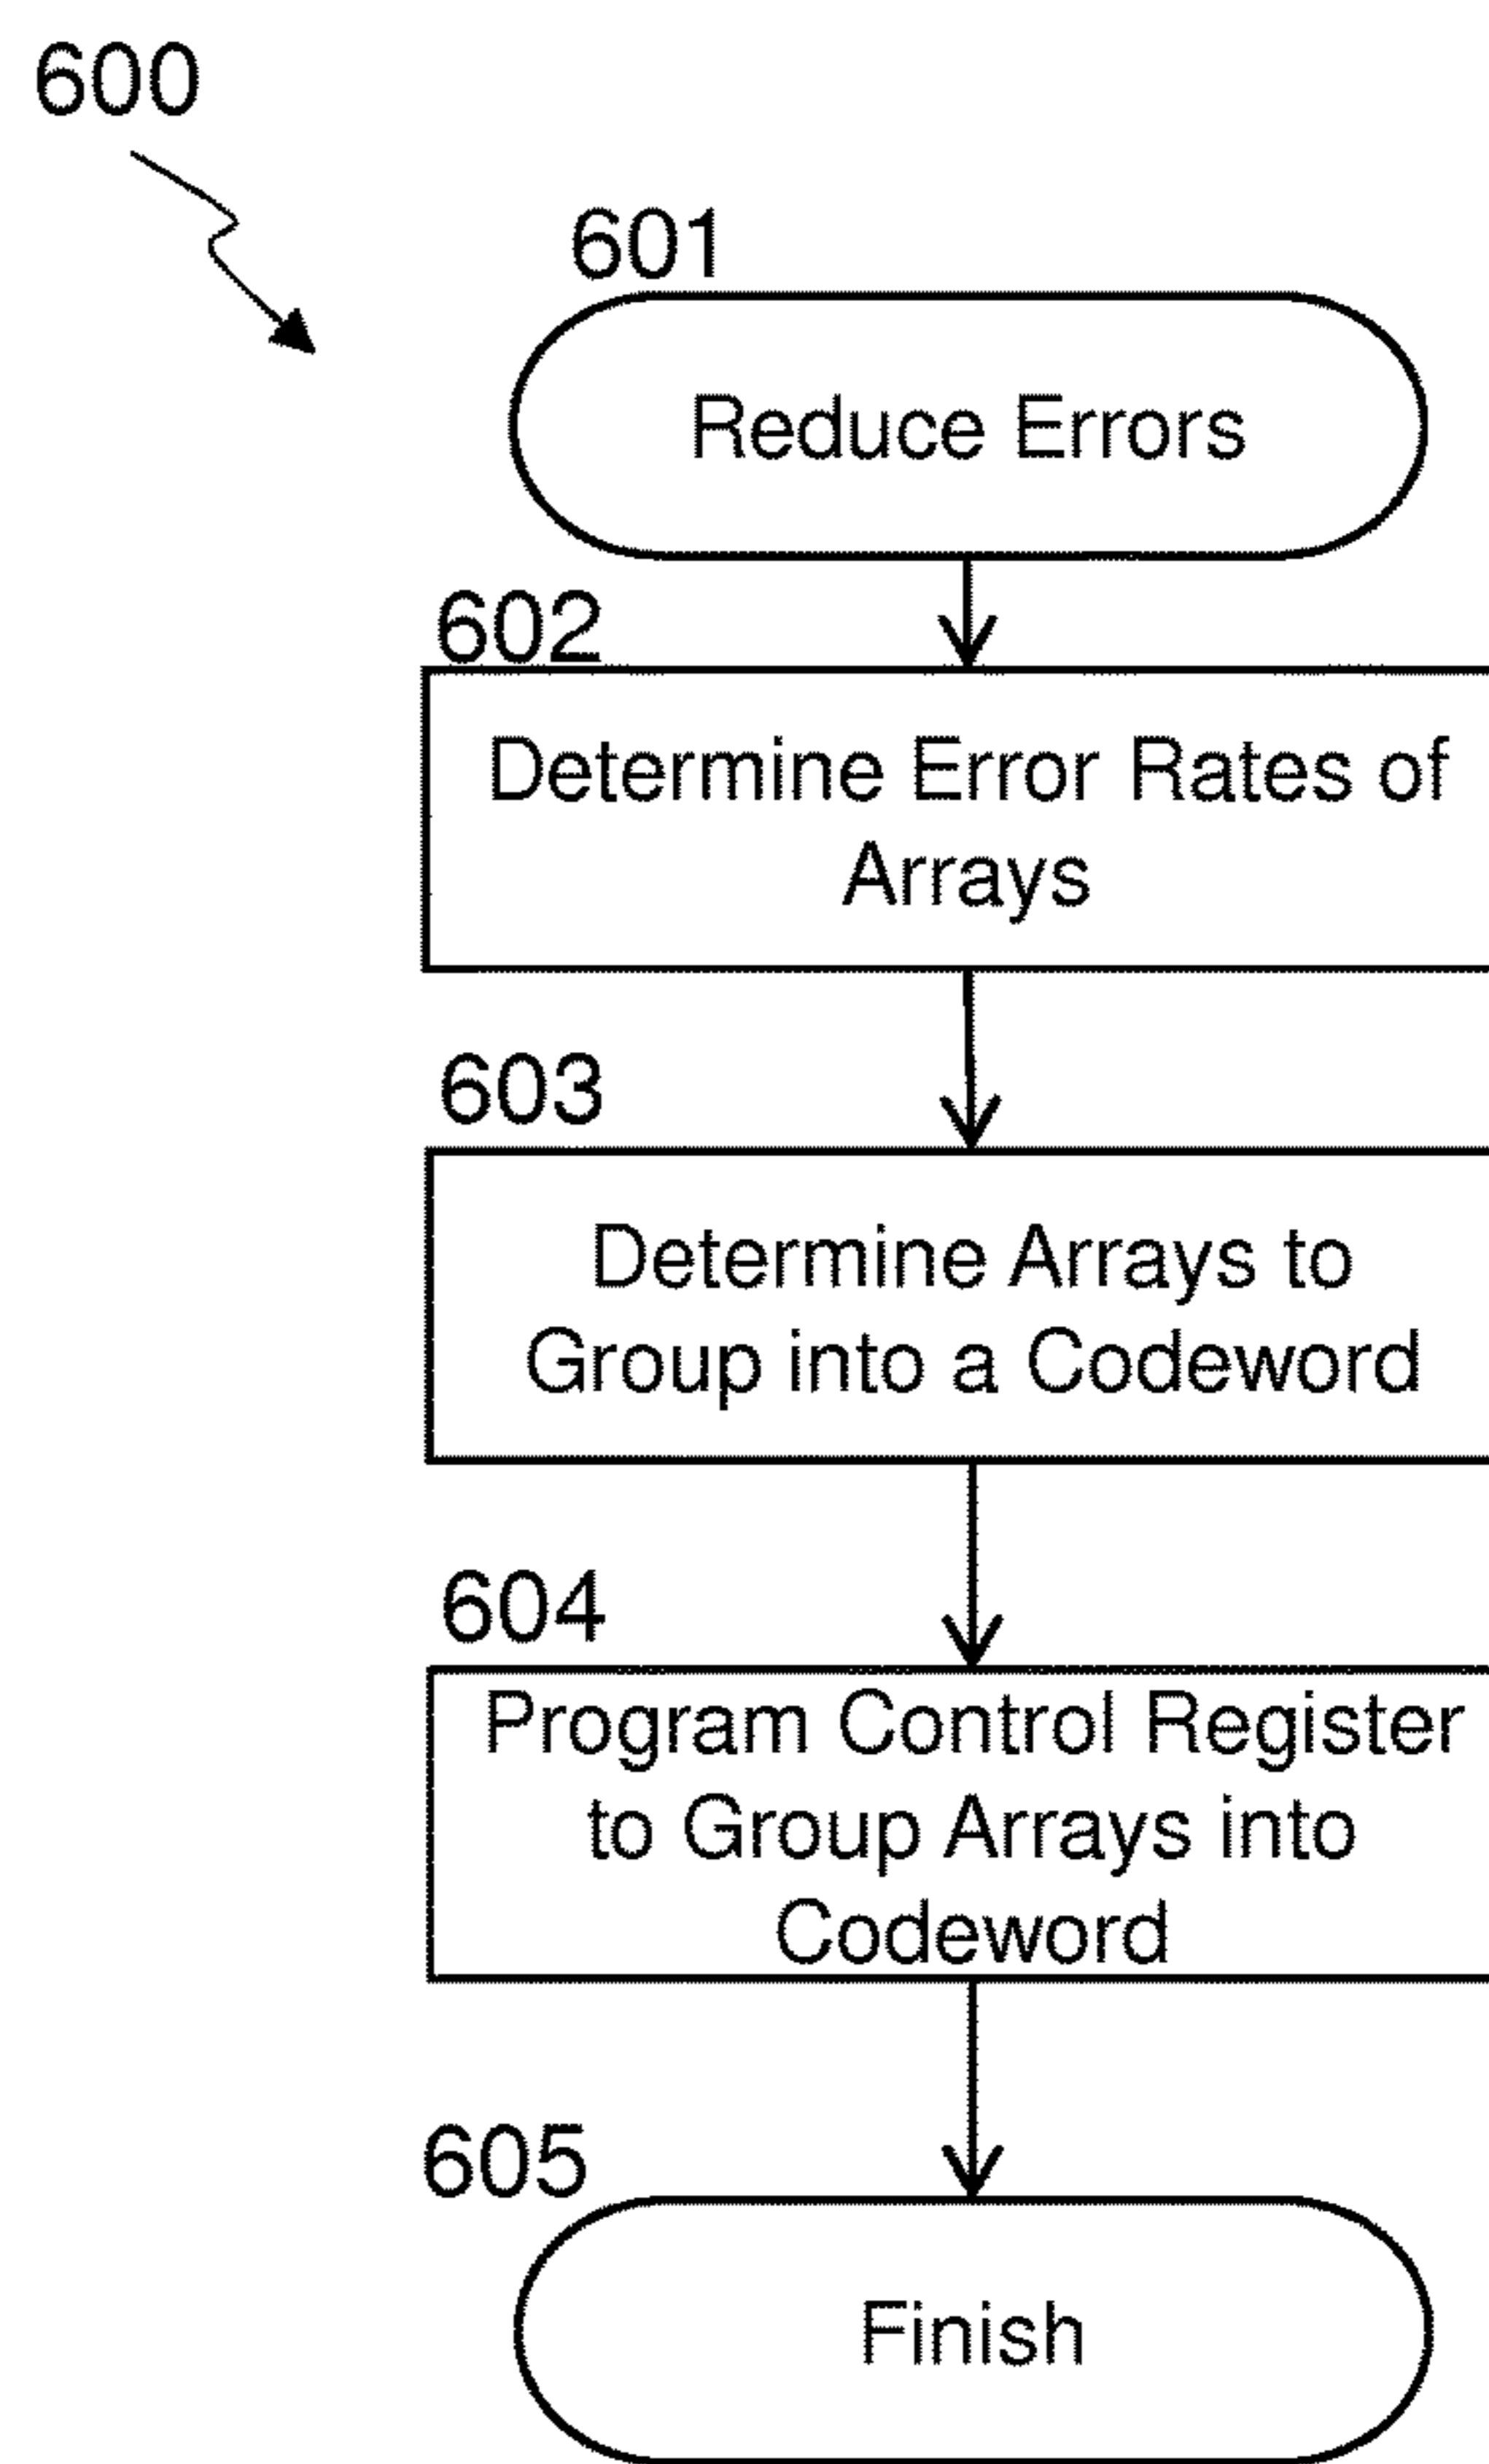 600
601
Reduce Errors
602
Determine Error Rates of
Arrays
603
Determine Arrays to
Group into a Codeword
604
Program Control Register
to Group Arrays into
Codeword
605
Finish